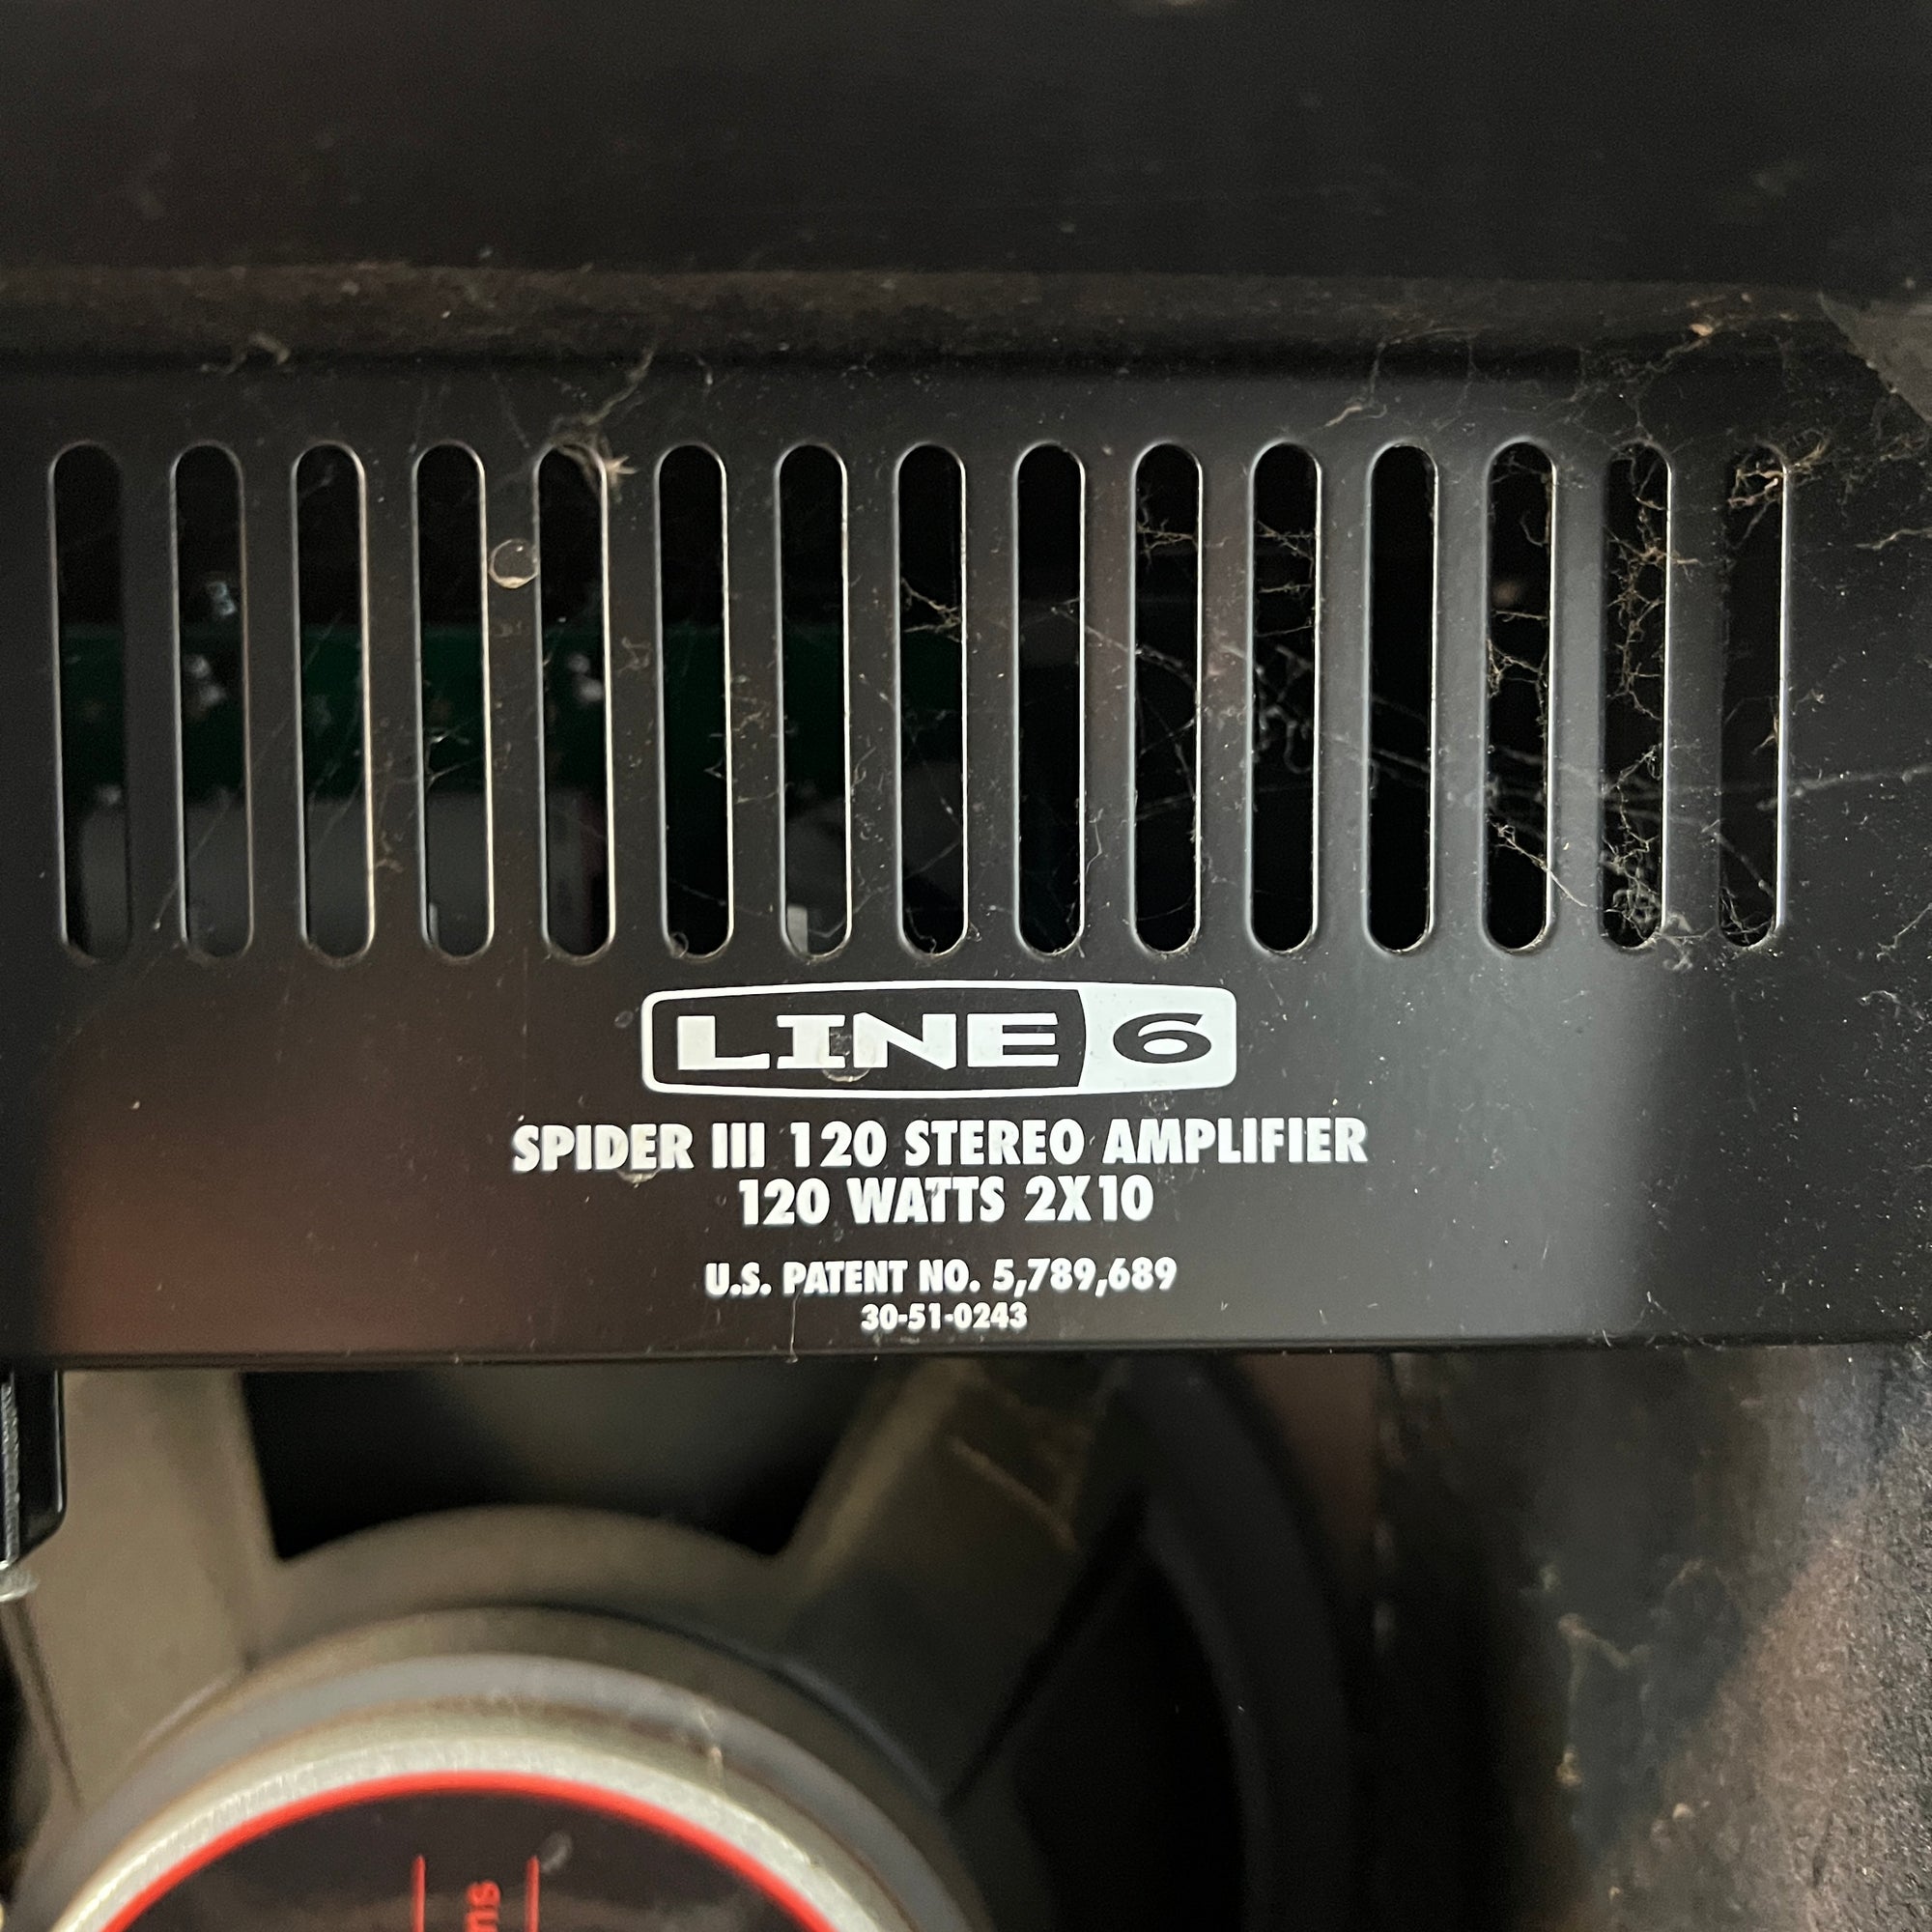 LINE 6
SPIDER III 120 STEREO AMPLIFIER
120 WATTS 2X10
U.S. PATENT NO. 5,789,689
30-51-0243